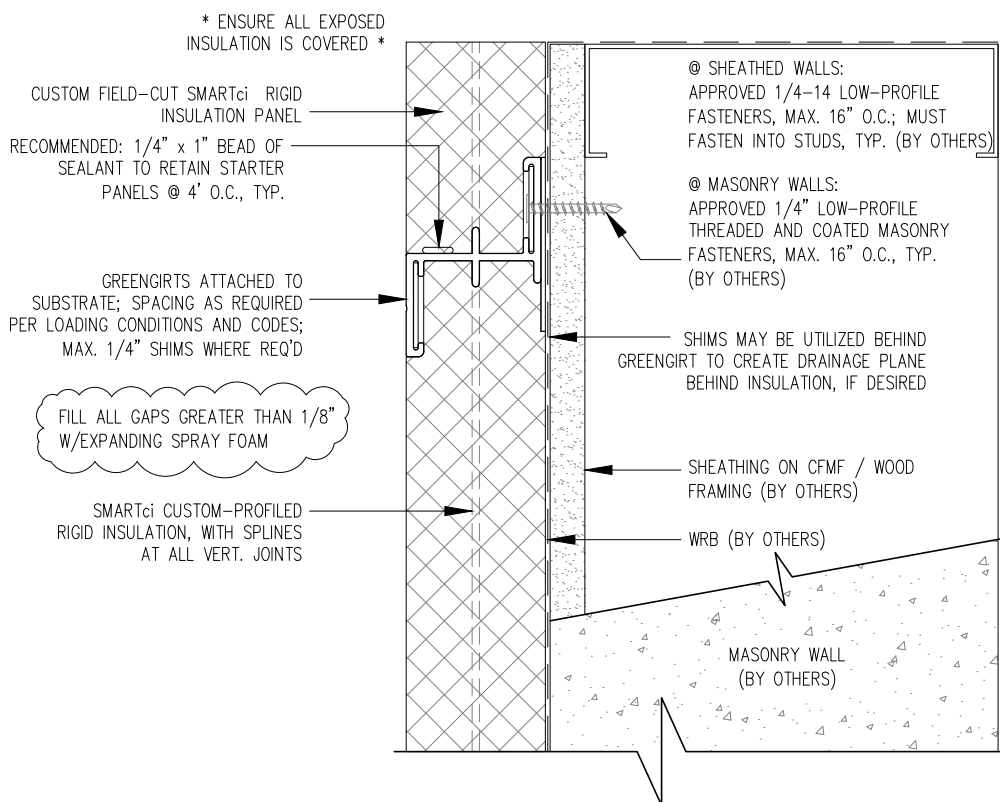 * ENSURE ALL EXPOSED
INSULATION IS COVERED *
CUSTOM FIELD-CUT SMARTci RIGID
INSULATION PANEL
RECOMMENDED: 1/4" x 1" BEAD OF
SEALANT TO RETAIN STARTER
PANELS @ 4' O.C., TYP.
GREENGIRTS ATTACHED TO
SUBSTRATE; SPACING AS REQUIRED
PER LOADING CONDITIONS AND CODES;
MAX. 1/4" SHIMS WHERE REQ'D
FILL ALL GAPS GREATER THAN 1/8"
W/EXPANDING SPRAY FOAM
SMARTci CUSTOM-PROFILED
RIGID INSULATION, WITH SPLINES
AT ALL VERT. JOINTS
@ SHEATHED WALLS:
APPROVED 1/4-14 LOW-PROFILE
FASTENERS, MAX. 16" O.C.; MUST
FASTEN INTO STUDS, TYP. (BY OTHERS)
@ MASONRY WALLS:
APPROVED 1/4" LOW-PROFILE
THREADED AND COATED MASONRY
FASTENERS, MAX. 16" O.C., TYP.
(BY OTHERS)
SHIMS MAY BE UTILIZED BEHIND
GREENGIRT TO CREATE DRAINAGE PLANE
BEHIND INSULATION, IF DESIRED
SHEATHING ON CFMF / WOOD
FRAMING (BY OTHERS)
WRB (BY OTHERS)
MASONRY WALL
(BY OTHERS)